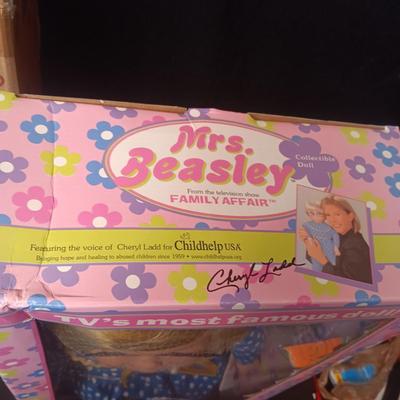 Mrs.
Beasley
Collectible
Doll
From the television show
FAMILY AFFAIR™
Featuring the voice of Cheryl Ladd for Childhelp USA®
Bringing hope and healing to abused children since 1959 • www.childhelpusa.org
Cheryl Ladd
TV's most famous doll